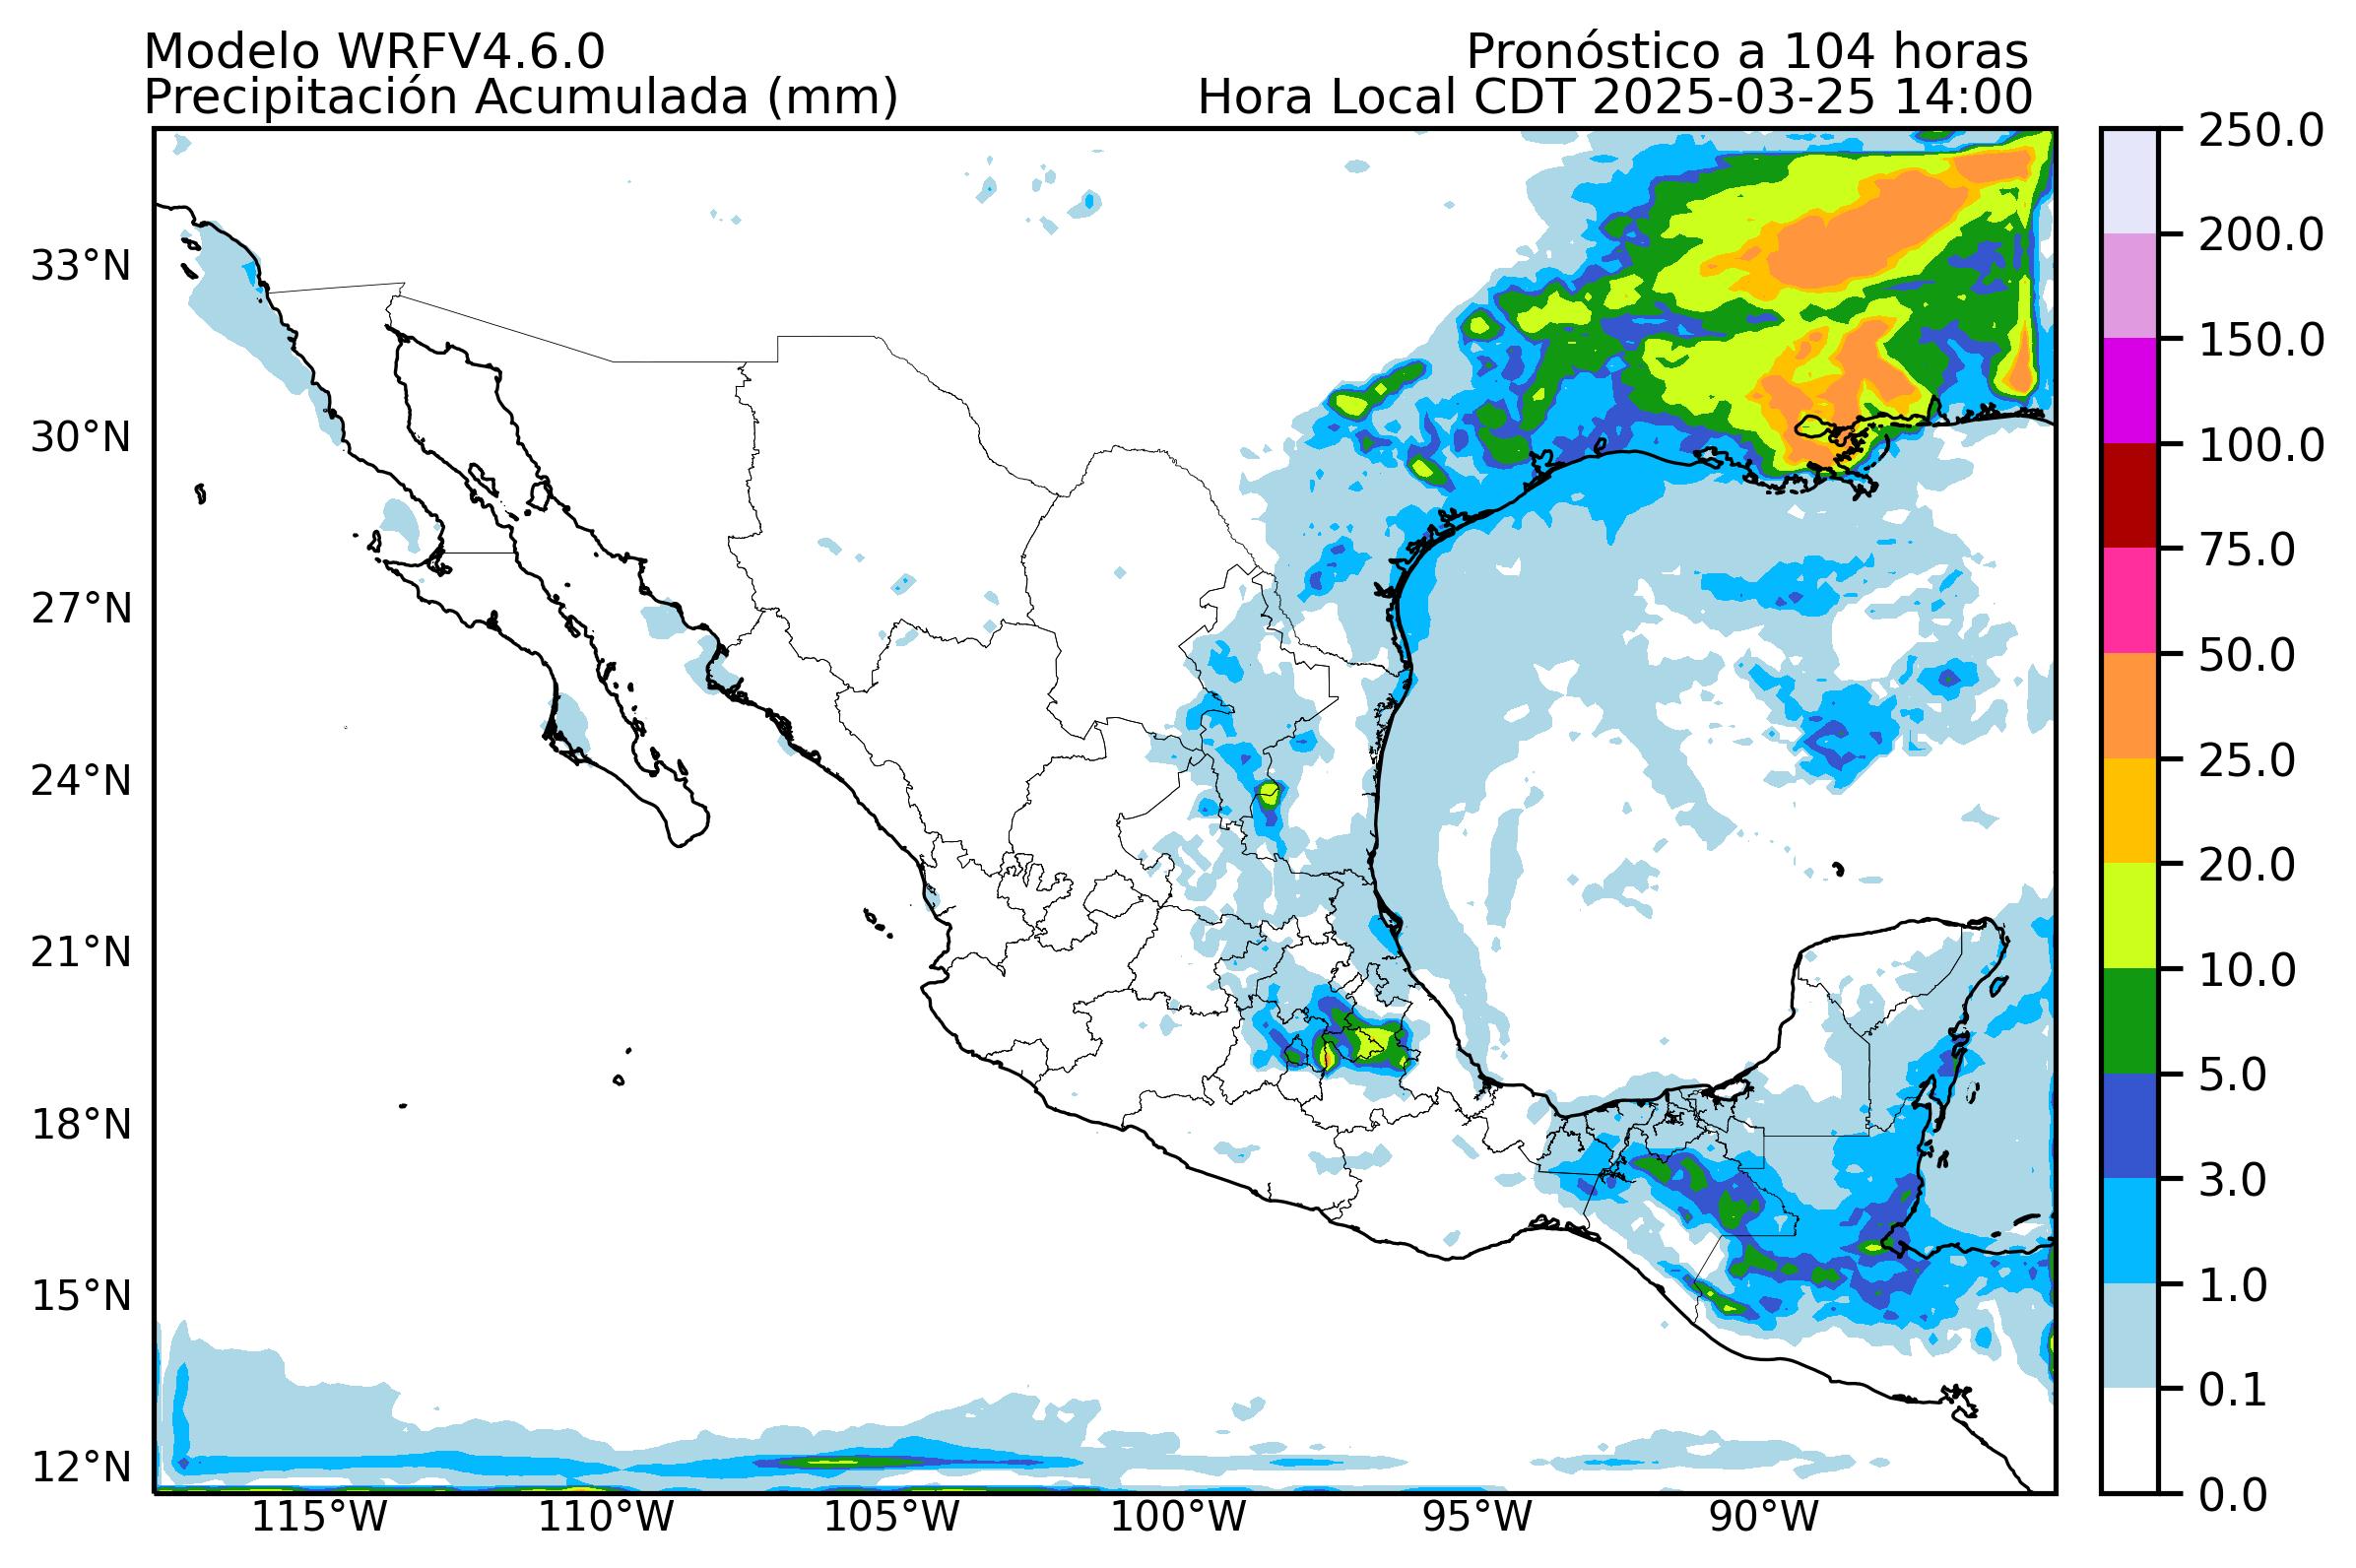 Modelo WRFV4.6.0
Pronóstico a 104 horas
Precipitación Acumulada (mm)
Hora Local CDT 2025-03-25 14:00
33°N
30°N
27°N
24°N
21°N
18°N
15°N
12°N
115°W
110°W
105°W
100°W
95°W
90°W
250.0
200.0
150.0
100.0
75.0
50.0
25.0
20.0
10.0
5.0
3.0
1.0
0.1
0.0